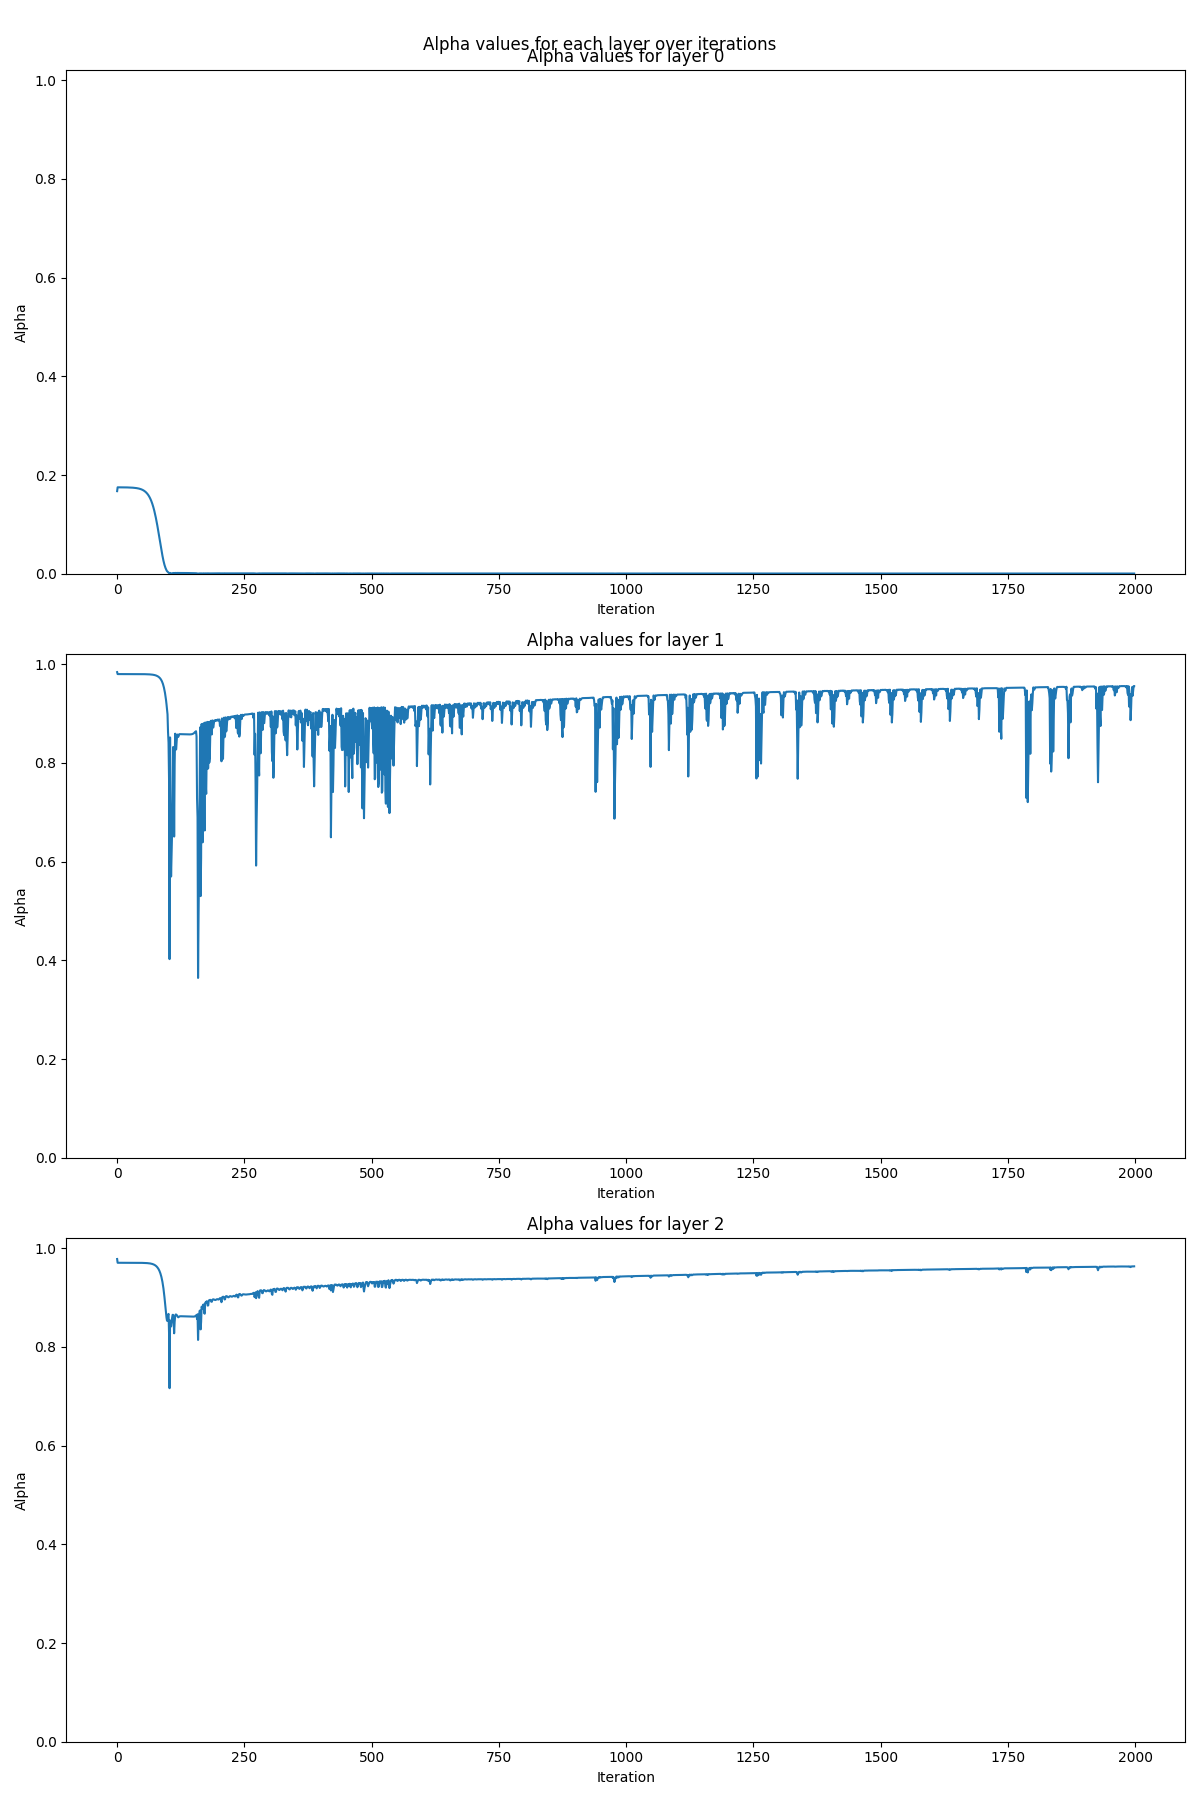 Alpha values for each layer over iterations
Alpha values for layer 0
1.0
0.8
0.6
0.4
0.2
0.0
Alpha
0 250 500 750 1000 1250 1500 1750 2000
Iteration
Alpha values for layer 1
1.0
0.8
0.6
0.4
0.2
0.0
Alpha
0 250 500 750 1000 1250 1500 1750 2000
Iteration
Alpha values for layer 2
1.0
0.8
0.6
0.4
0.2
0.0
Alpha
0 250 500 750 1000 1250 1500 1750 2000
Iteration